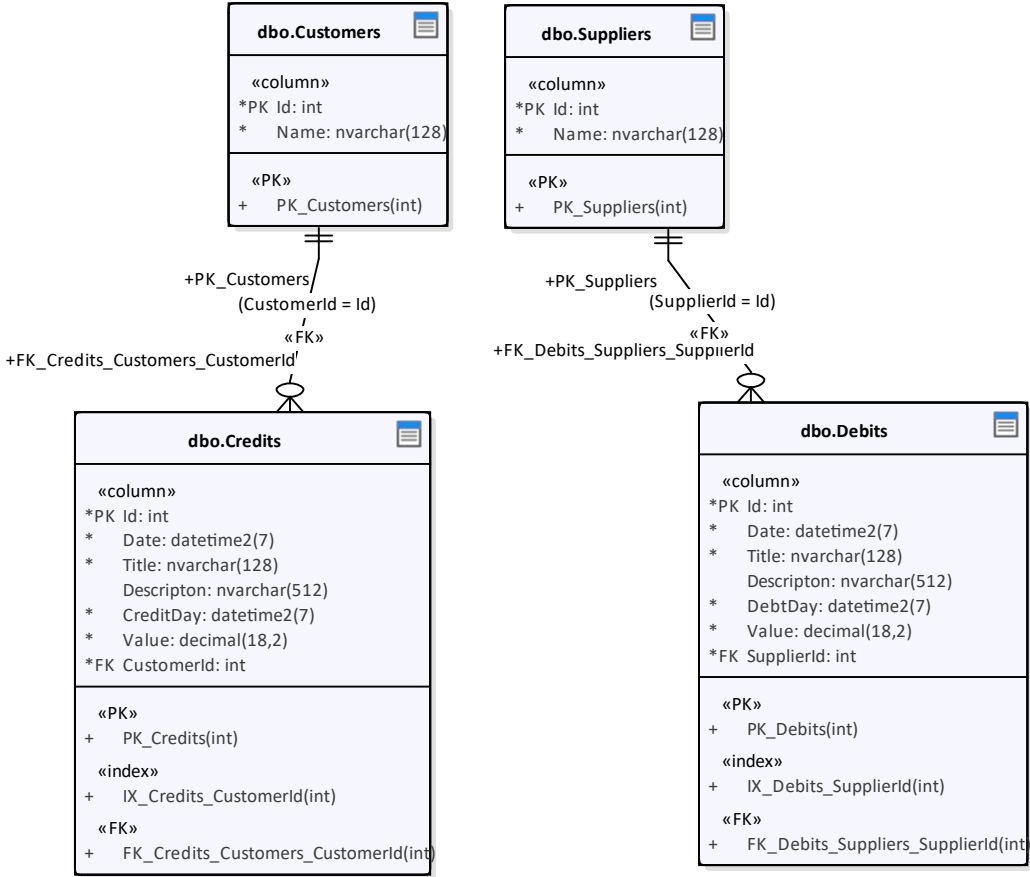 dbo.Customers
«column»
*PK Id: int
* Name: nvarchar(128)
«PK»
+ PK_Customers(int)
dbo.Suppliers
«column»
*PK Id: int
* Name: nvarchar(128)
«PK»
+ PK_Suppliers(int)
+PK_Customers
(CustomerId = Id)
«FK»
+FK_Credits_Customers_CustomerId
+PK_Suppliers
(SupplierId = Id)
«FK»
+FK_Debits_Suppliers_SupplierId
dbo.Credits
«column»
*PK Id: int
* Date: datetime2(7)
* Title: nvarchar(128)
Descripton: nvarchar(512)
* CreditDay: datetime2(7)
* Value: decimal(18,2)
*FK CustomerId: int
«PK»
+ PK_Credits(int)
«index»
+ IX_Credits_CustomerId(int)
«FK»
+ FK_Credits_Customers_CustomerId(int)
dbo.Debits
«column»
*PK Id: int
* Date: datetime2(7)
* Title: nvarchar(128)
Descripton: nvarchar(512)
* DebtDay: datetime2(7)
* Value: decimal(18,2)
*FK SupplierId: int
«PK»
+ PK_Debits(int)
«index»
+ IX_Debits_SupplierId(int)
«FK»
+ FK_Debits_Suppliers_SupplierId(int)